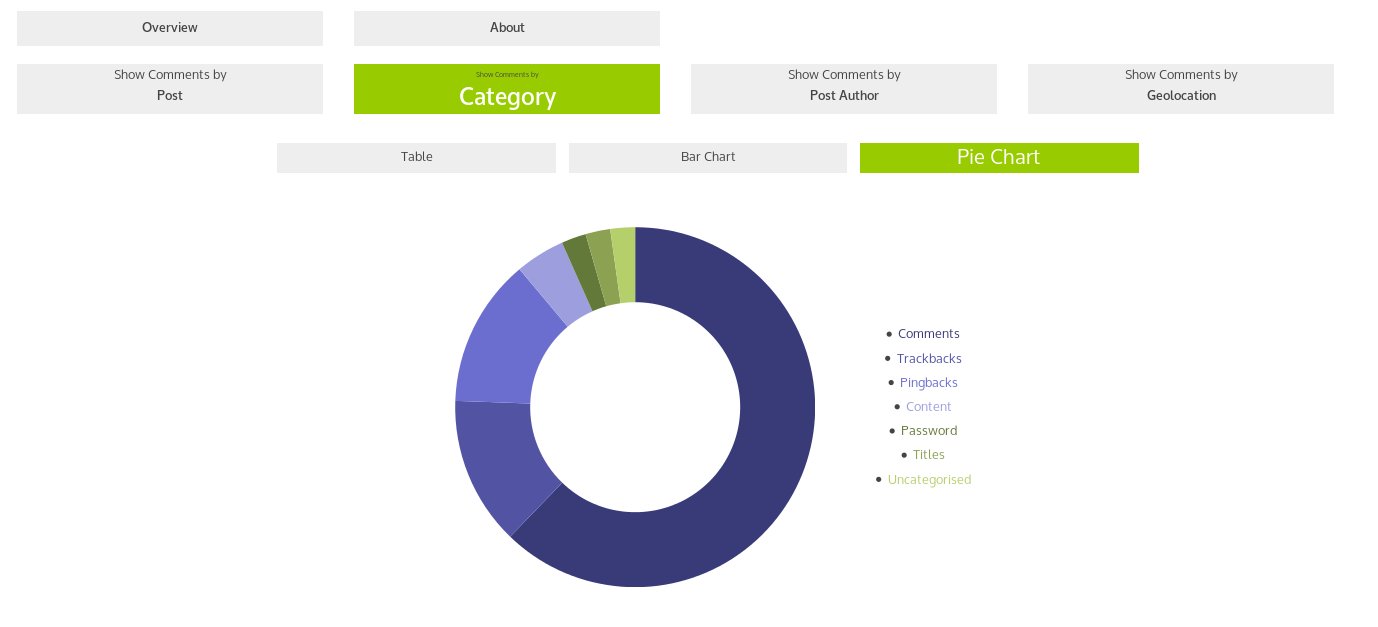 Overview
About
Show Comments by
Post
Show Comments by
Category
Show Comments by
Post Author
Show Comments by
Geolocation
Table
Bar Chart
Pie Chart
Comments
Trackbacks
Pingbacks
Content
Password
Titles
Uncategorised